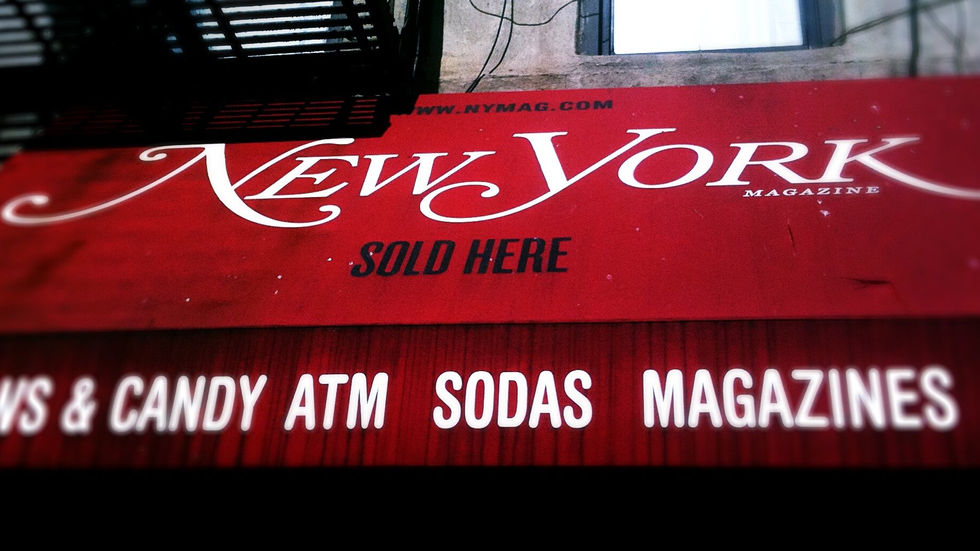 WWW.NYMAG.COM
NEW YORK
MAGAZINE
SOLD HERE
WS & CANDY ATM SODAS MAGAZINES